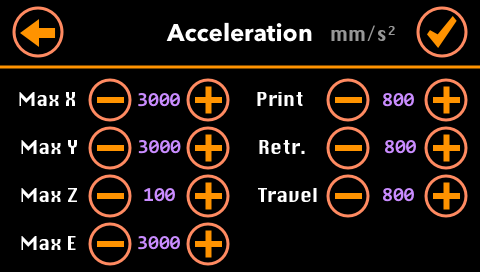 Acceleration mm/s²
Max X 3000 Print 800
Max Y 3000 Retr. 800
Max Z 100 Travel 800
Max E 3000